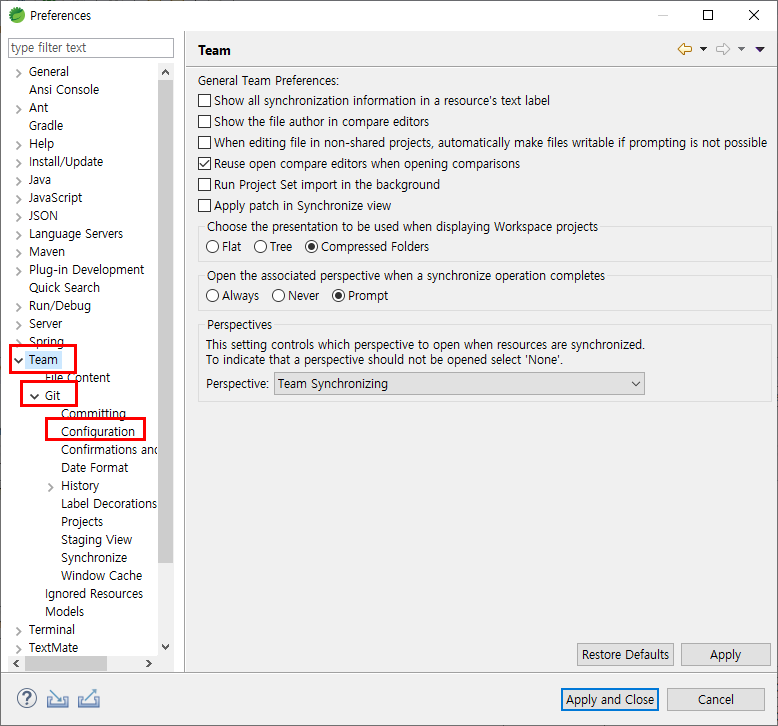 Preferences
type filter text
General
Ansi Console
Ant
Gradle
Help
Install/Update
Java
JavaScript
JSON
Language Servers
Maven
Plug-in Development
Quick Search
Run/Debug
Server
Spring
Team
File Content
Git
Committing
Configuration
Confirmations and
Date Format
History
Label Decorations
Projects
Staging View
Synchronize
Window Cache
Ignored Resources
Models
Terminal
TextMate
Team
General Team Preferences:
Show all synchronization information in a resource's text label
Show the file author in compare editors
When editing file in non-shared projects, automatically make files writable if prompting is not possible
Reuse open compare editors when opening comparisons
Run Project Set import in the background
Apply patch in Synchronize view
Choose the presentation to be used when displaying Workspace projects
Flat Tree Compressed Folders
Open the associated perspective when a synchronize operation completes
Always Never Prompt
Perspectives
This setting controls which perspective to open when resources are synchronized.
To indicate that a perspective should not be opened select 'None'.
Perspective: Team Synchronizing
Restore Defaults Apply
? Apply and Close Cancel